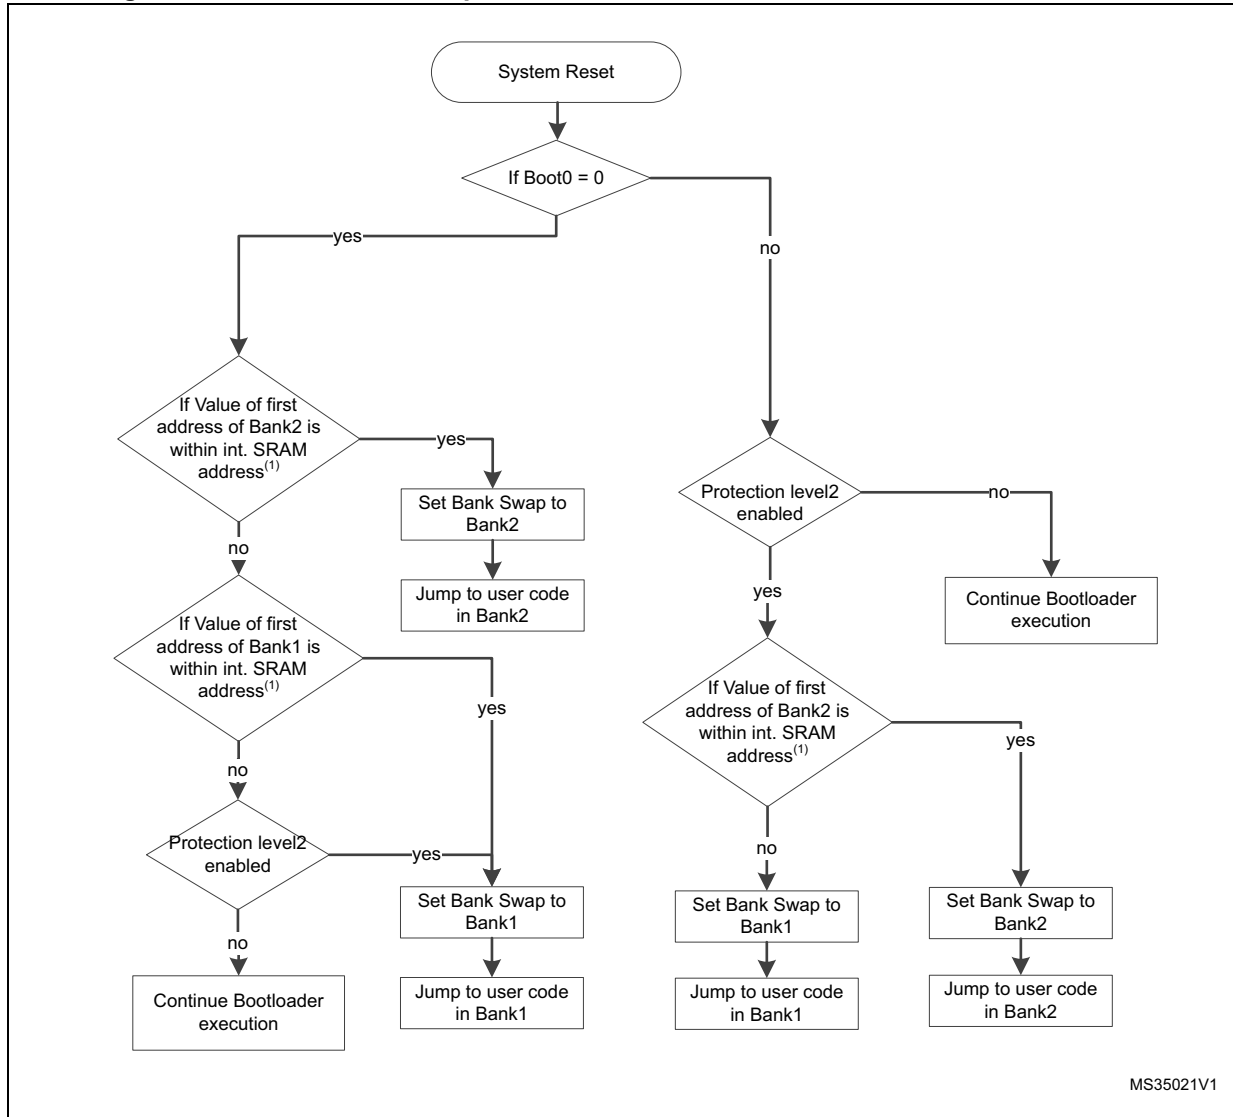 System Reset
If Boot0 = 0
yes
no
If Value of first
address of Bank2 is
within int. SRAM
address(1)
yes
Set Bank Swap to
Bank2
Jump to user code
in Bank2
no
If Value of first
address of Bank1 is
within int. SRAM
address(1)
yes
no
Protection level2
enabled
yes
Set Bank Swap to
Bank1
Jump to user code
in Bank1
no
Continue Bootloader
execution
Protection level2
enabled
no
Continue Bootloader
execution
yes
If Value of first
address of Bank2 is
within int. SRAM
address(1)
yes
no
Set Bank Swap to
Bank1
Jump to user code
in Bank1
Set Bank Swap to
Bank2
Jump to user code
in Bank2
MS35021V1